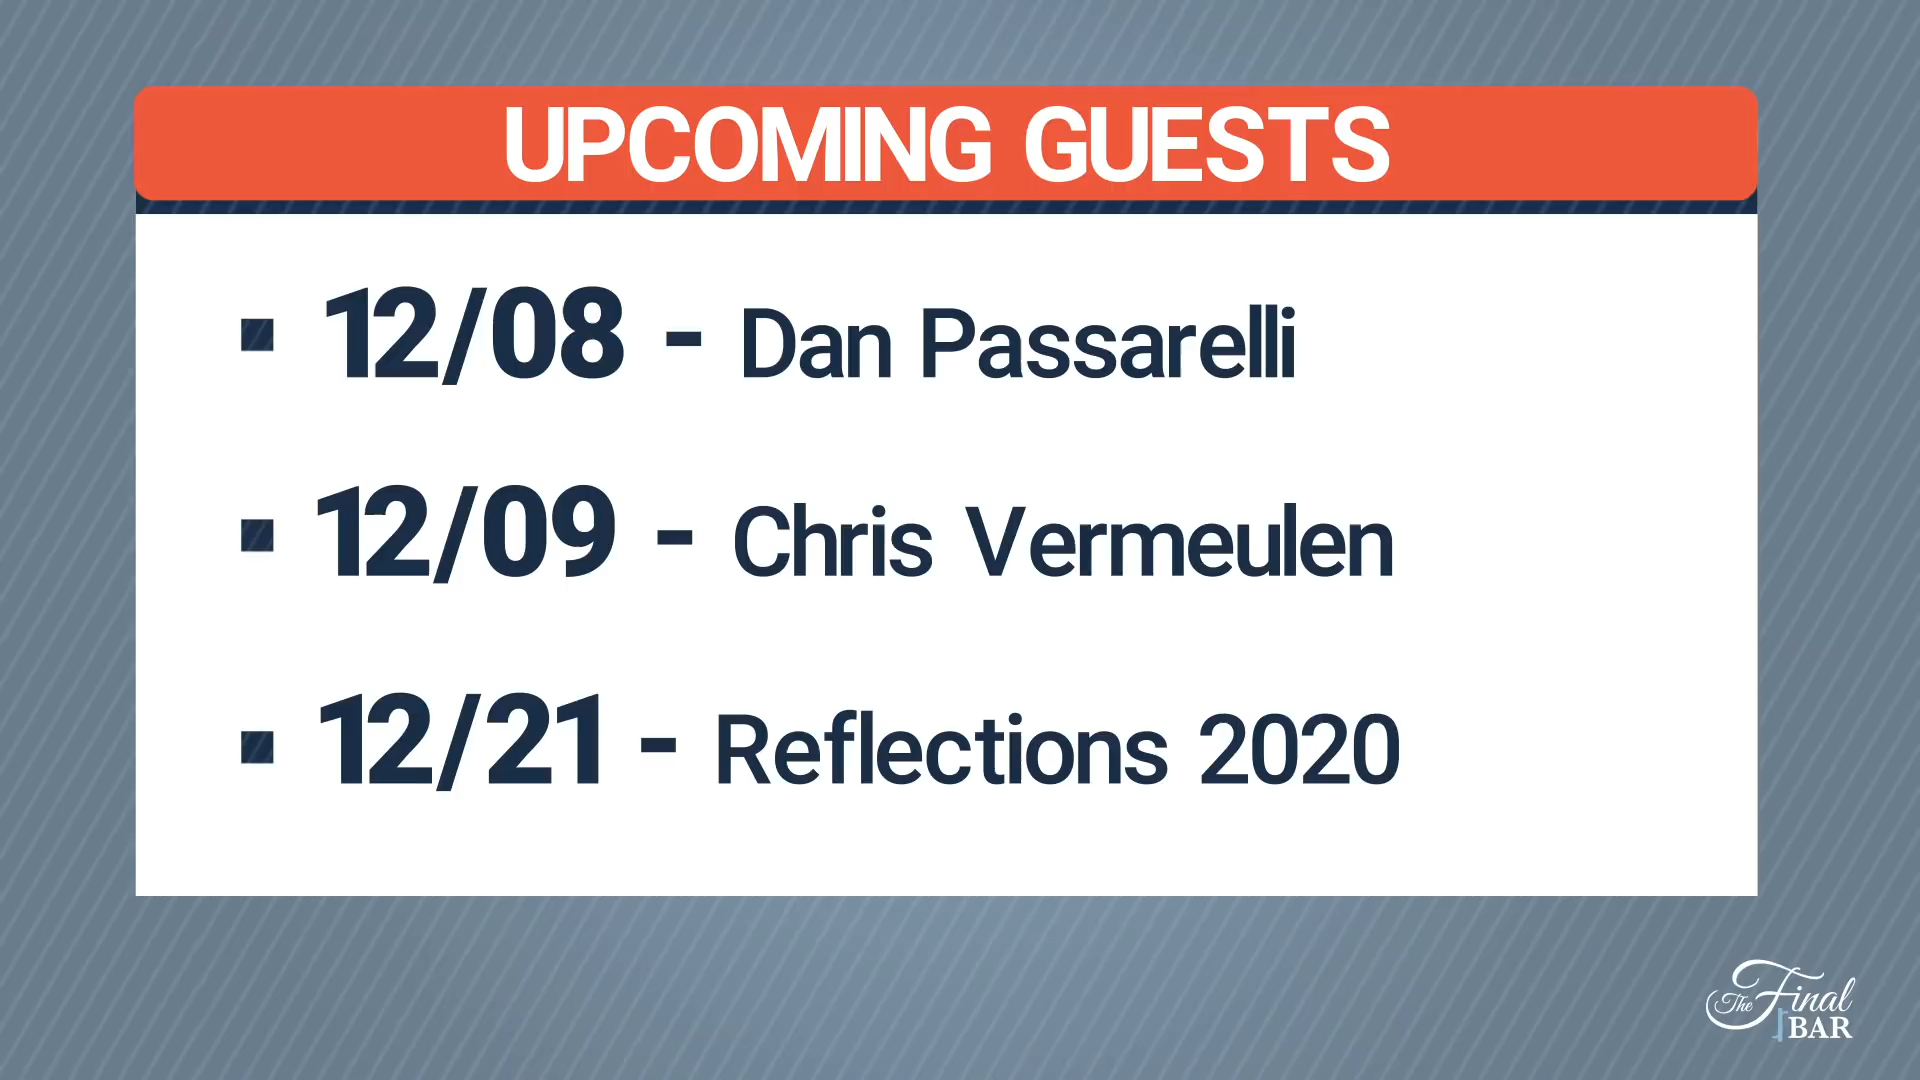 UPCOMING GUESTS
▪ 12/08 - Dan Passarelli
▪ 12/09 - Chris Vermeulen
▪ 12/21 - Reflections 2020
The Final
BAR